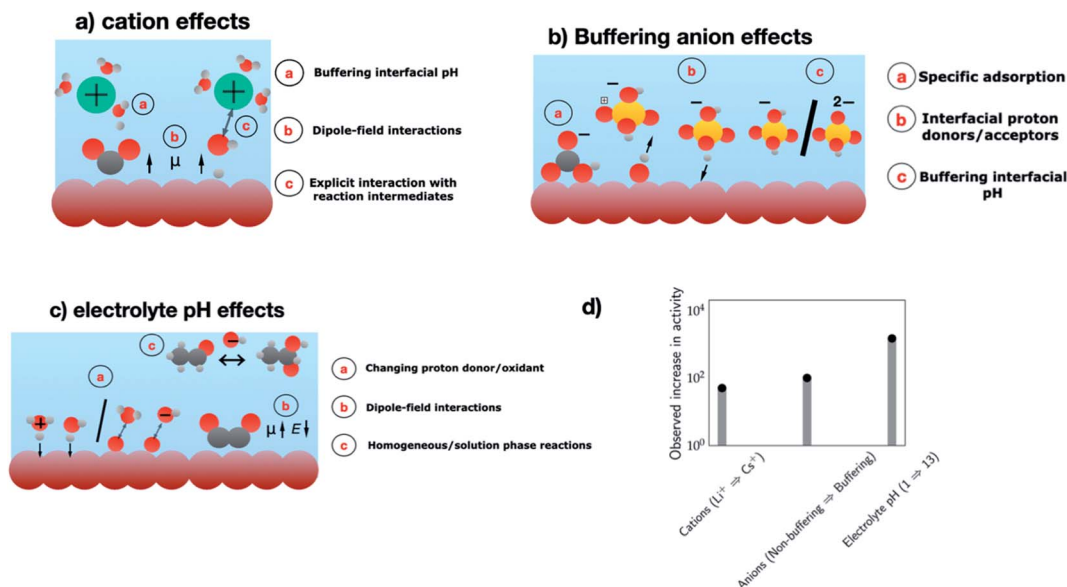 a) cation effects
a
Buffering interfacial pH
b
Dipole-field interactions
c
Explicit interaction with
reaction intermediates
+
a
b
μ
+
c
b) Buffering anion effects
a
Specific adsorption
b
Interfacial proton
donors/acceptors
c
Buffering interfacial
pH
a
−
+
−
b
−
c
−
2−
c) electrolyte pH effects
a
Changing proton donor/oxidant
b
Dipole-field interactions
c
Homogeneous/solution phase reactions
c
−
a
+
−
b
μ E
d)
Observed increase in activity
10⁴
10²
10⁰
Cations (Li⁺ ⇒ Cs⁺)
Anions (Non-buffering ⇒ Buffering)
Electrolyte pH (1 ⇒ 13)